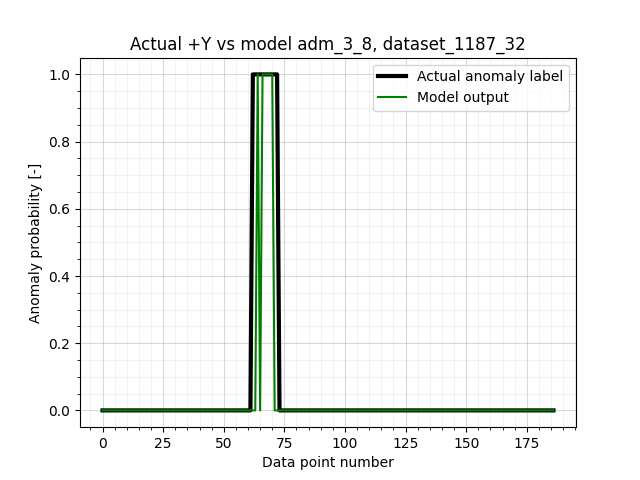 Actual +Y vs model adm_3_8, dataset_1187_32
Actual anomaly label
Model output
Anomaly probability [-]
1.0
0.8
0.6
0.4
0.2
0.0
0 25 50 75 100 125 150 175
Data point number